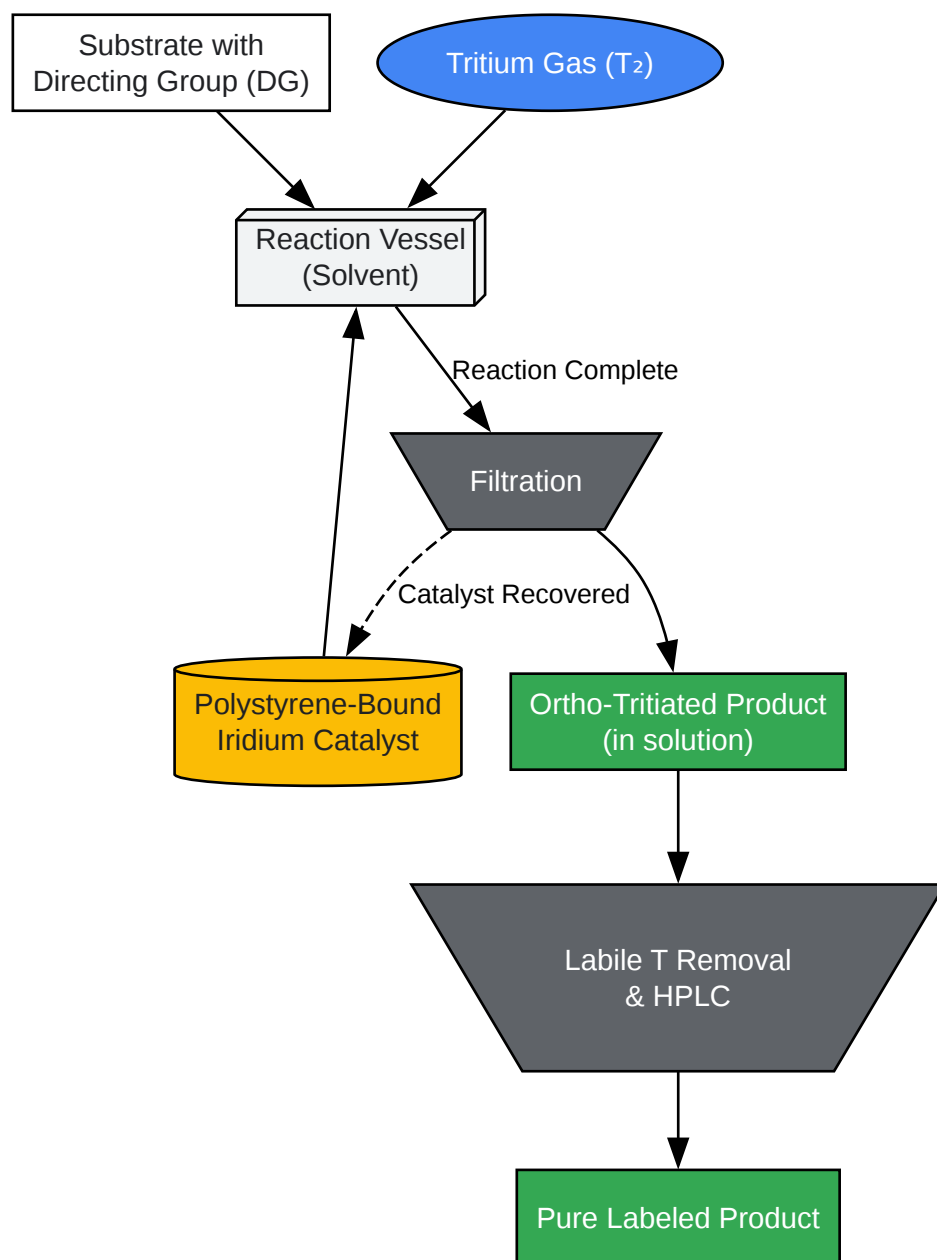 Substrate with
Directing Group (DG)
Tritium Gas (T₂)
Reaction Vessel
(Solvent)
Reaction Complete
Filtration
Catalyst Recovered
Polystyrene-Bound
Iridium Catalyst
Ortho-Tritiated Product
(in solution)
Labile T Removal
& HPLC
Pure Labeled Product